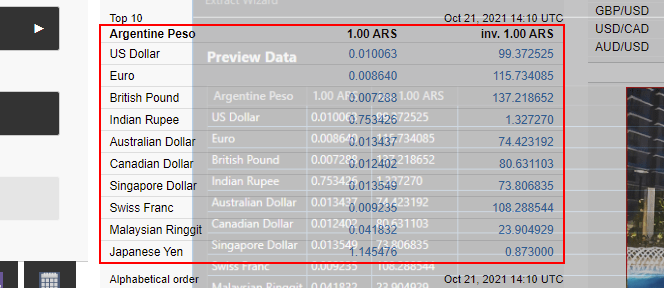 Extract Wizard
GBP/USD
Top 10 Oct 21, 2021 14:10 UTC
USD/CAD
Argentine Peso 1.00 ARS inv. 1.00 ARS
AUD/USD
US Dollar 0.010063 99.372525
Preview Data
Euro 0.008640 115.734085
British Pound 0.007288 137.218652
Argentine Peso 1.00 ARS inv. 1.00 ARS
Indian Rupee 0.753426 1.327270
US Dollar 0.010063 99.372525
Australian Dollar 0.013437 74.423192
Euro 0.008640 115.734085
Canadian Dollar 0.012402 80.631103
British Pound 0.007288 137.218652
Singapore Dollar 0.013549 73.806835
Indian Rupee 0.753426 1.327270
Swiss Franc 0.009235 108.288544
Australian Dollar 0.013437 74.423192
Malaysian Ringgit 0.041832 23.904929
Canadian Dollar 0.012402 80.631103
Japanese Yen 1.145476 0.873000
Singapore Dollar 0.013549 73.806835
Swiss Franc 0.009235 108.288544
Alphabetical order Oct 21, 2021 14:10 UTC
Malaysian Ringgit 0.041832 23.904929